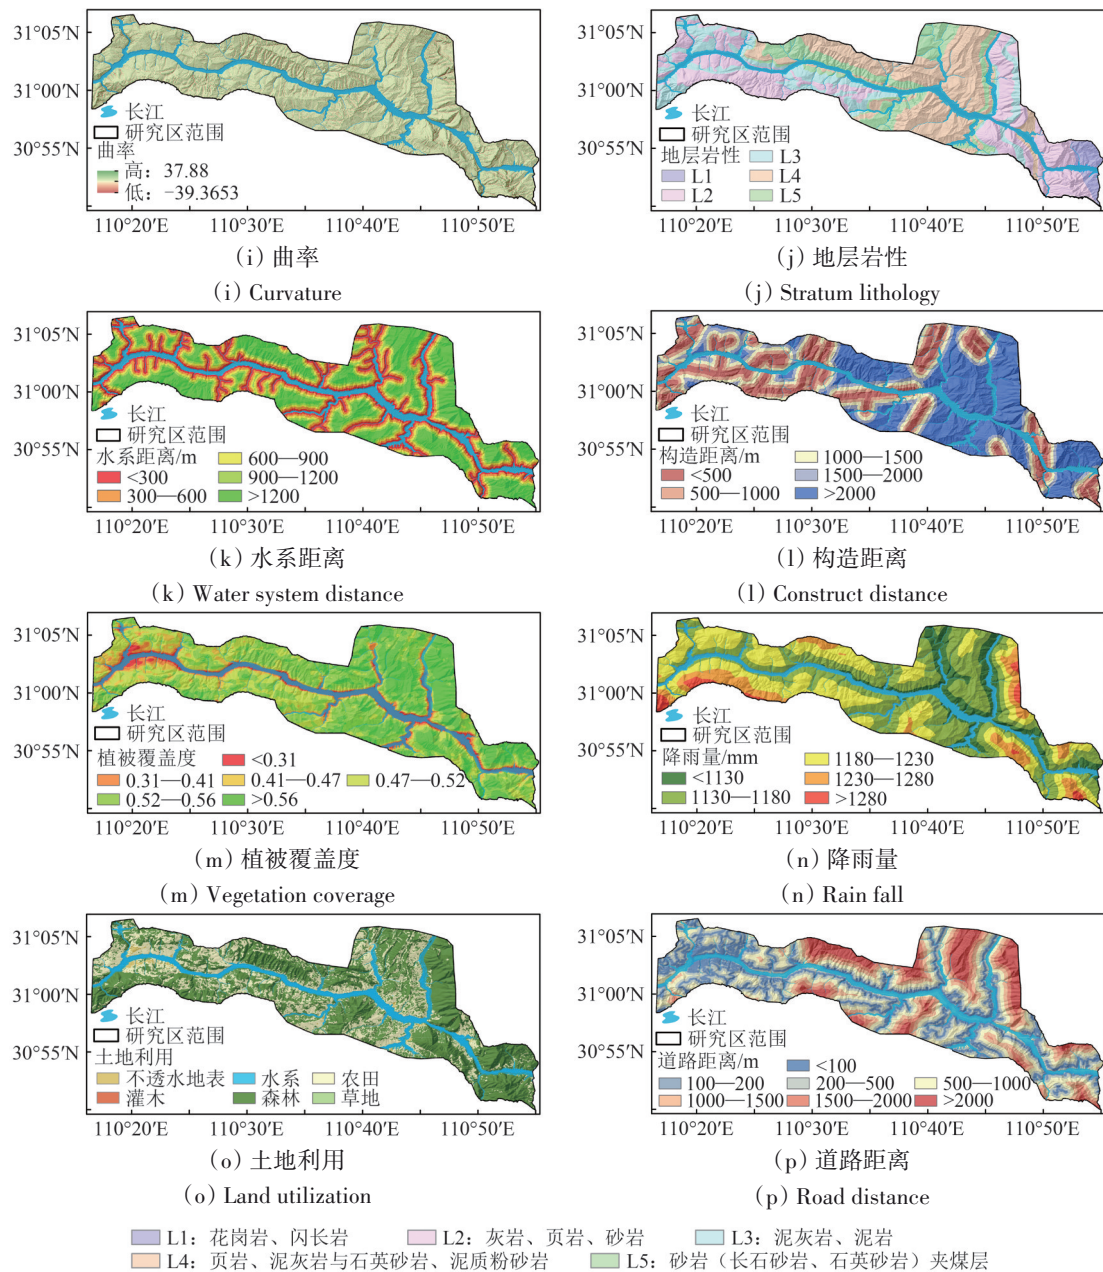 31°05′N
31°00′N
30°55′N
长江
研究区范围
曲率
高：37.88
低：−39.3653
110°20′E 110°30′E 110°40′E 110°50′E
（i）曲率
（i）Curvature
31°05′N
31°00′N
30°55′N
长江
研究区范围
地层岩性 L3
L1 L4
L2 L5
110°20′E 110°30′E 110°40′E 110°50′E
（j）地层岩性
（j）Stratum lithology
31°05′N
31°00′N
30°55′N
长江
研究区范围
水系距离/m 600—900
<300 900—1200
300—600 >1200
110°20′E 110°30′E 110°40′E 110°50′E
（k）水系距离
（k）Water system distance
31°05′N
31°00′N
30°55′N
长江
研究区范围
构造距离/m 1000—1500
<500 1500—2000
500—1000 >2000
110°20′E 110°30′E 110°40′E 110°50′E
（l）构造距离
（l）Construct distance
31°05′N
31°00′N
30°55′N
长江
研究区范围
植被覆盖度 <0.31
0.31—0.41 0.41—0.47 0.47—0.52
0.52—0.56 >0.56
110°20′E 110°30′E 110°40′E 110°50′E
（m）植被覆盖度
（m）Vegetation coverage
31°05′N
31°00′N
30°55′N
长江
研究区范围
降雨量/mm 1180—1230
<1130 1230—1280
1130—1180 >1280
110°20′E 110°30′E 110°40′E 110°50′E
（n）降雨量
（n）Rain fall
31°05′N
31°00′N
30°55′N
长江
研究区范围
土地利用
不透水地表 水系 农田
灌木 森林 草地
110°20′E 110°30′E 110°40′E 110°50′E
（o）土地利用
（o）Land utilization
31°05′N
31°00′N
30°55′N
长江
研究区范围
道路距离/m <100
100—200 200—500 500—1000
1000—1500 1500—2000 >2000
110°20′E 110°30′E 110°40′E 110°50′E
（p）道路距离
（p）Road distance
L1：花岗岩、闪长岩 L2：灰岩、页岩、砂岩 L3：泥灰岩、泥岩
L4：页岩、泥灰岩与石英砂岩、泥质粉砂岩 L5：砂岩（长石砂岩、石英砂岩）夹煤层